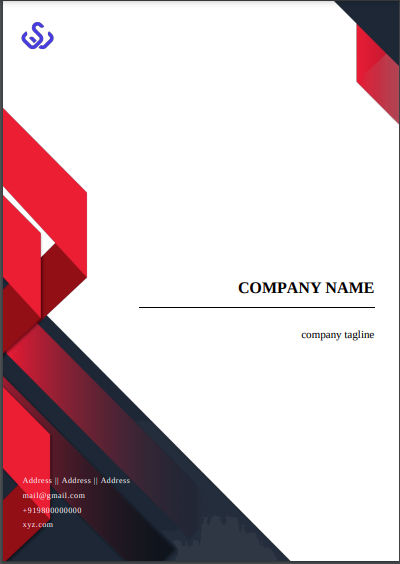 COMPANY NAME
company tagline
Address || Address || Address
mail@gmail.com
+919800000000
xyz.com